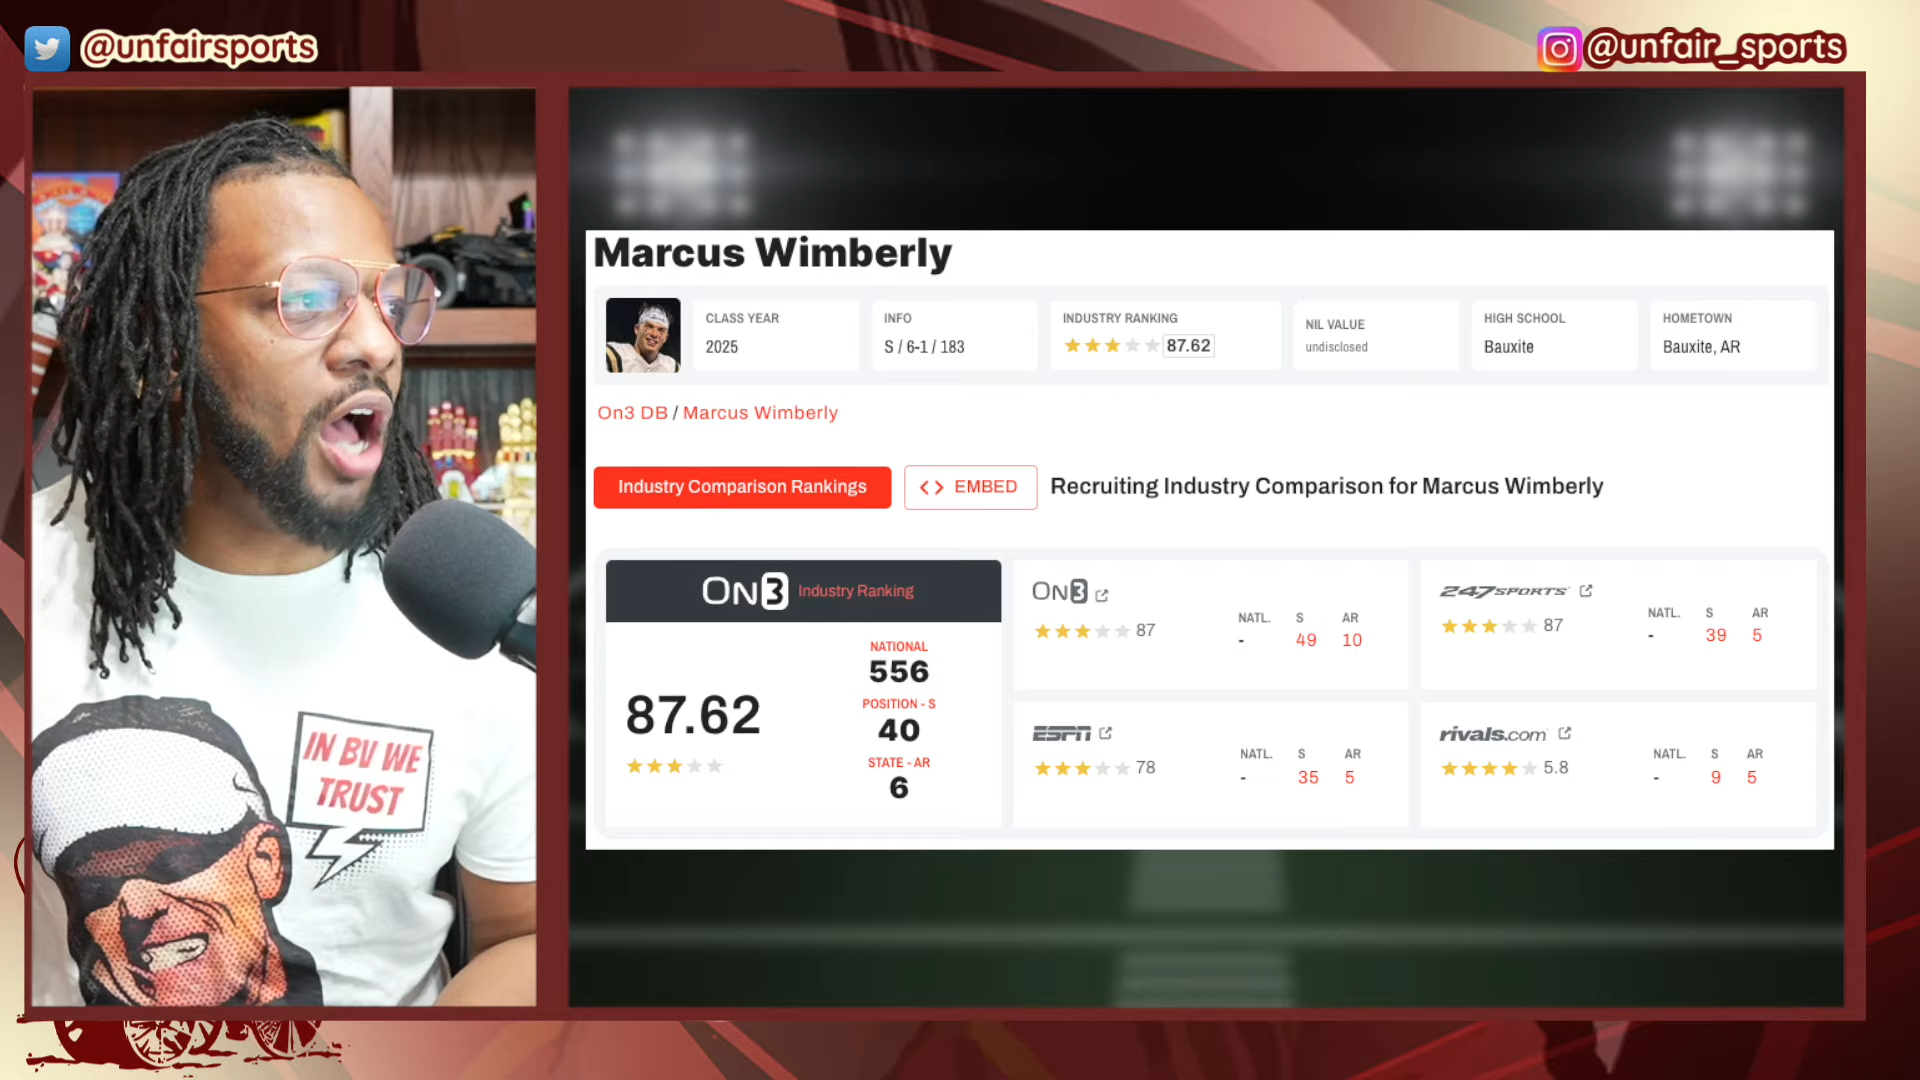 @unfairsports
@unfair_sports
Marcus Wimberly
CLASS YEAR
2025
INFO
S / 6-1 / 183
INDUSTRY RANKING
87.62
NIL VALUE
undisclosed
HIGH SCHOOL
Bauxite
HOMETOWN
Bauxite, AR
On3 DB / Marcus Wimberly
Industry Comparison Rankings
<> EMBED
Recruiting Industry Comparison for Marcus Wimberly
ON3 Industry Ranking
87.62
NATIONAL
556
POSITION - S
40
STATE - AR
6
ON3
87
NATL. S AR
- 49 10
247SPORTS
87
NATL. S AR
- 39 5
ESPN
78
NATL. S AR
- 35 5
rivals.com
5.8
NATL. S AR
- 9 5
IN BV WE
TRUST